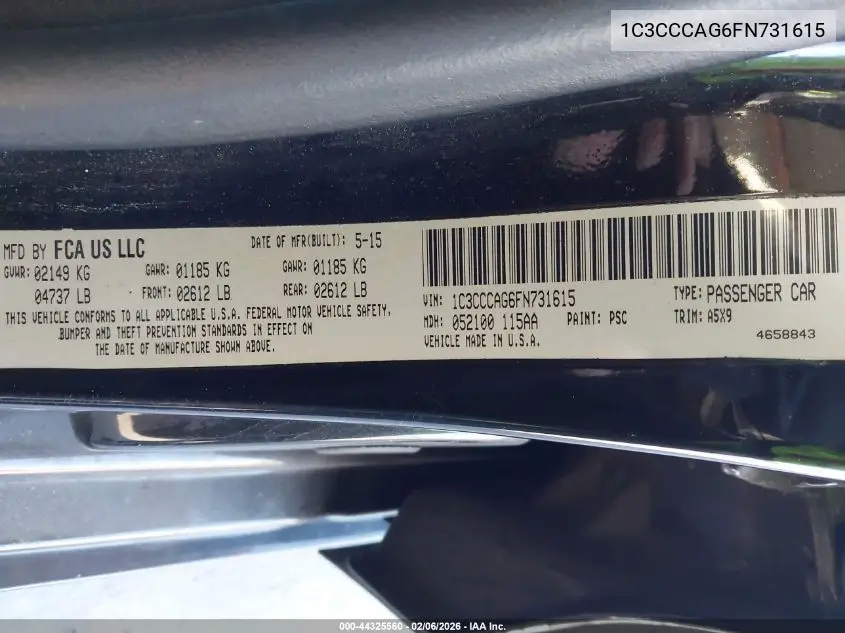 1C3CCCAG6FN731615
MFD BY FCA US LLC
DATE OF MFR(BUILT): 5-15
GVWR: 02149 KG GAWR: 01185 KG GAWR: 01185 KG
04737 LB FRONT: 02612 LB REAR: 02612 LB
THIS VEHICLE CONFORMS TO ALL APPLICABLE U.S.A. FEDERAL MOTOR VEHICLE SAFETY,
BUMPER AND THEFT PREVENTION STANDARDS IN EFFECT ON
THE DATE OF MANUFACTURE SHOWN ABOVE.
VIN: 1C3CCCAG6FN731615 TYPE: PASSENGER CAR
MDH: 052100 115AA PAINT: PSC TRIM: A5X9
VEHICLE MADE IN U.S.A. 4658843
000-44325560 - 02/06/2026 - IAA Inc.